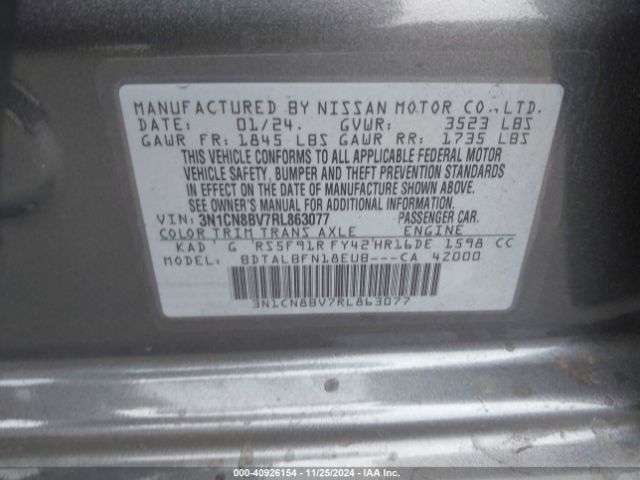 MANUFACTURED BY NISSAN MOTOR CO.,LTD.
DATE: 01/24. GVWR: 3523 LBS
GAWR FR: 1845 LBS GAWR RR: 1735 LBS
THIS VEHICLE CONFORMS TO ALL APPLICABLE FEDERAL MOTOR
VEHICLE SAFETY, BUMPER AND THEFT PREVENTION STANDARDS
IN EFFECT ON THE DATE OF MANUFACTURE SHOWN ABOVE.
SEE OWNER'S MANUAL FOR ADDITIONAL INFORMATION.
VIN: 3N1CN8BV7RL863077 PASSENGER CAR.
COLOR TRIM TRANS AXLE ENGINE
KAD G RS5F91R FY42 HR16DE 1598 CC
MODEL: BDTALBFN18EUB---CA 4Z000
3N1CN8BV7RL863077
000-40926154 - 11/25/2024 - IAA Inc.